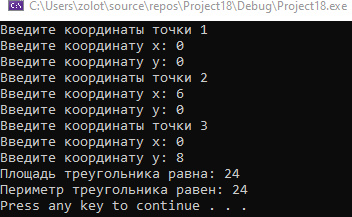 C:\Users\zolot\source\repos\Project18\Debug\Project18.exe
Введите координаты точки 1
Введите координату x: 0
Введите координату y: 0
Введите координаты точки 2
Введите координату x: 6
Введите координату y: 0
Введите координаты точки 3
Введите координату x: 0
Введите координату y: 8
Площадь треугольника равна: 24
Периметр треугольника равен: 24
Press any key to continue . . .